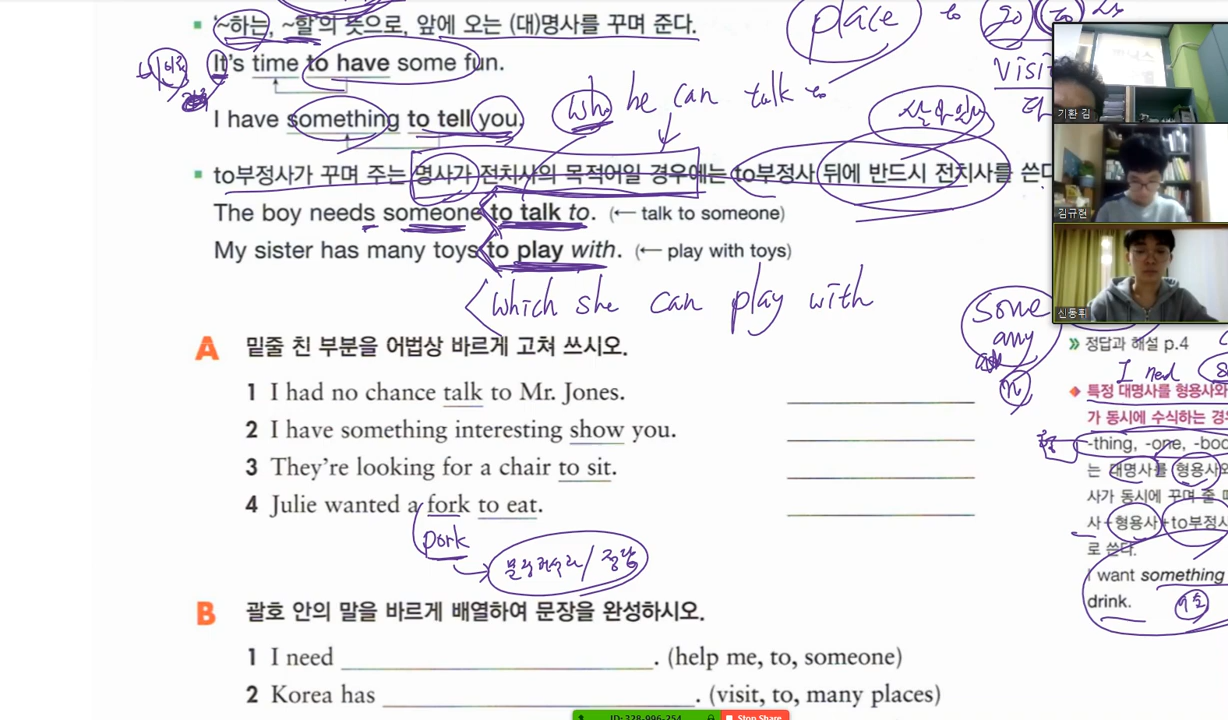 place to go to
'~하는, ~할'의 뜻으로, 앞에 오는 (대)명사를 꾸며 준다.
It's time to have some fun.
visit
who he can talk to
I have something to tell you.
기환 김
to부정사가 꾸며 주는 명사가 전치사의 목적어일 경우에는 to부정사 뒤에 반드시 전치사를 쓴다
The boy needs someone to talk to. (← talk to someone)
김규현
My sister has many toys to play with. (← play with toys)
which she can play with
some
any
n
신동휘
A 밑줄 친 부분을 어법상 바르게 고쳐 쓰시오.
» 정답과 해설 p.4
I need
1 I had no chance talk to Mr. Jones.
2 I have something interesting show you.
3 They're looking for a chair to sit.
4 Julie wanted a fork to eat.
pork
특정 대명사를 형용사와
가 동시에 수식하는 경우
-thing, -one, -bod
는 대명사를 형용사와
사가 동시에 꾸며 줄 때
사+형용사+to부정사
로 쓴다.
I want something
drink.
B 괄호 안의 말을 바르게 배열하여 문장을 완성하시오.
1 I need ______. (help me, to, someone)
2 Korea has ______. (visit, to, many places)
ID: 328-996-254
Stop Share